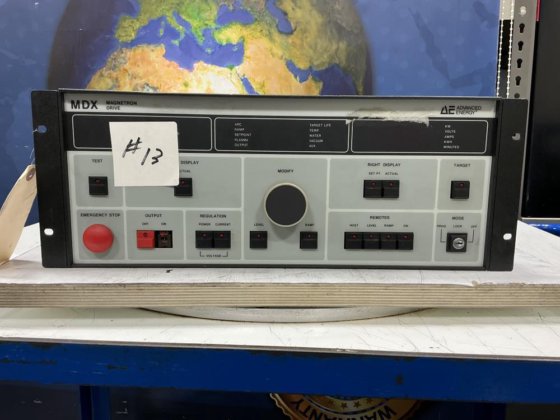 MDX MAGNETRON DRIVE
AE ADVANCED ENERGY
ARC
RAMP
SETPOINT
PLASMA
OUTPUT
TARGET LIFE
TEMP
WATER
VACUUM
KW
VOLTS
AMPS
KWH
MINUTES
#13
TEST
DISPLAY
ACTUAL
MODIFY
RIGHT DISPLAY
SET PT ACTUAL
TARGET
EMERGENCY STOP
OUTPUT
OFF ON
REGULATION
POWER CURRENT
VOLTAGE
LEVEL
RAMP
REMOTES
HOST LEVEL RAMP ON
MODE
PROG LOCK OFF
WARRANTY